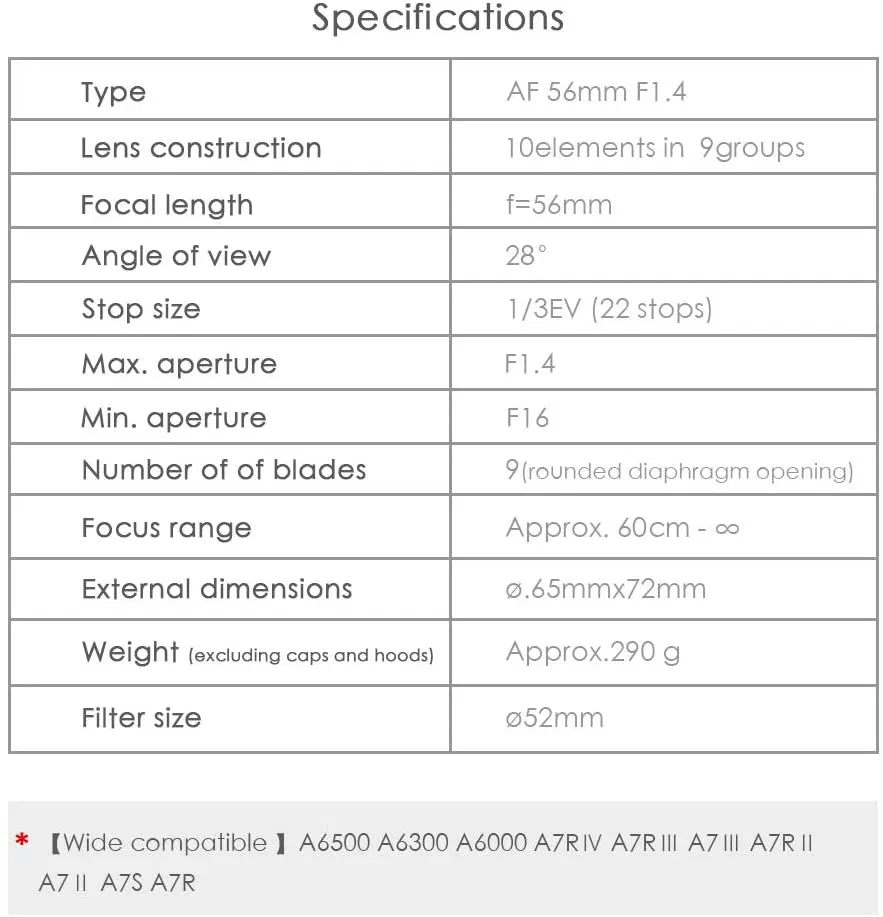 Specifications
Type AF 56mm F1.4
Lens construction 10elements in 9groups
Focal length f=56mm
Angle of view 28°
Stop size 1/3EV (22 stops)
Max. aperture F1.4
Min. aperture F16
Number of of blades 9(rounded diaphragm opening)
Focus range Approx. 60cm - ∞
External dimensions ø.65mmx72mm
Weight (excluding caps and hoods) Approx.290 g
Filter size ø52mm
* 【Wide compatible】A6500 A6300 A6000 A7RⅣ A7RⅢ A7Ⅲ A7RⅡ
A7Ⅱ A7S A7R